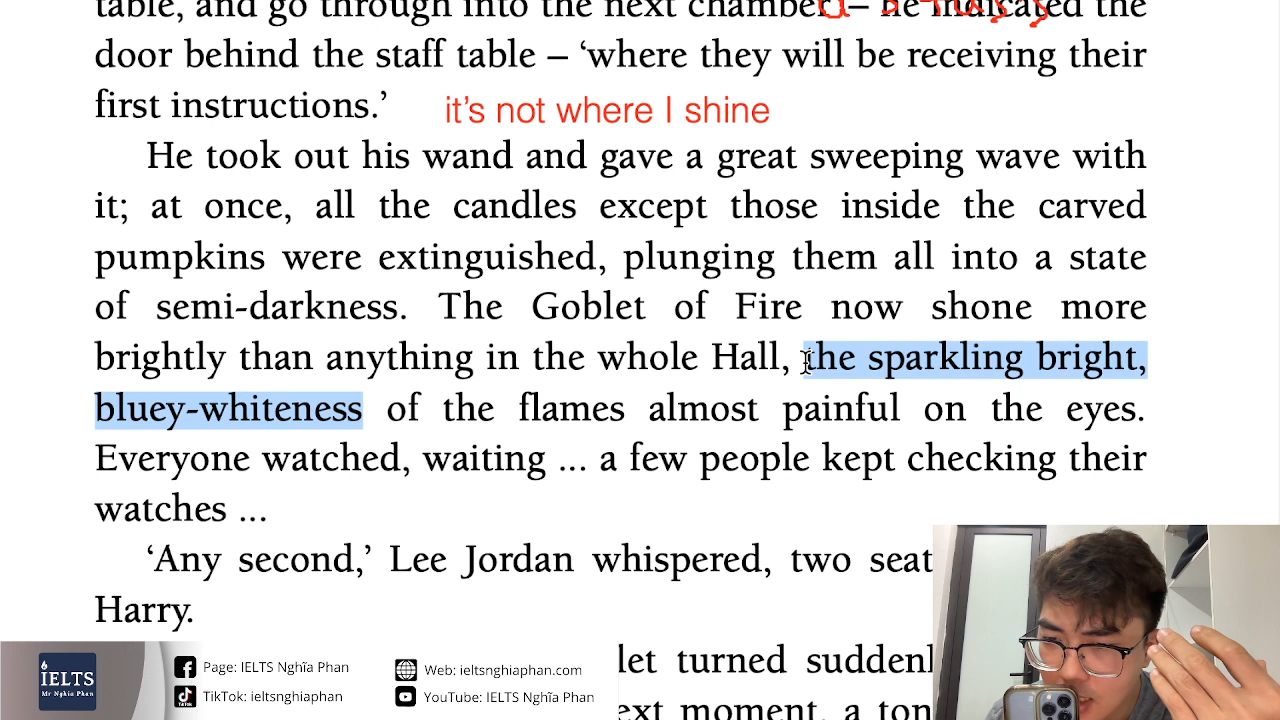 table, and go through into the next chamber – he indicated the
door behind the staff table – ‘where they will be receiving their
first instructions.’ it's not where I shine
He took out his wand and gave a great sweeping wave with
it; at once, all the candles except those inside the carved
pumpkins were extinguished, plunging them all into a state
of semi-darkness. The Goblet of Fire now shone more
brightly than anything in the whole Hall, the sparkling bright,
bluey-whiteness of the flames almost painful on the eyes.
Everyone watched, waiting ... a few people kept checking their
watches ...
‘Any second,’ Lee Jordan whispered, two seat
Harry.
let turned suddenl
ext moment, a ton
IELTS
Mr Nghĩa Phan
Page: IELTS Nghĩa Phan
TikTok: ieltsnghiaphan
Web: ieltsnghiaphan.com
YouTube: IELTS Nghĩa Phan